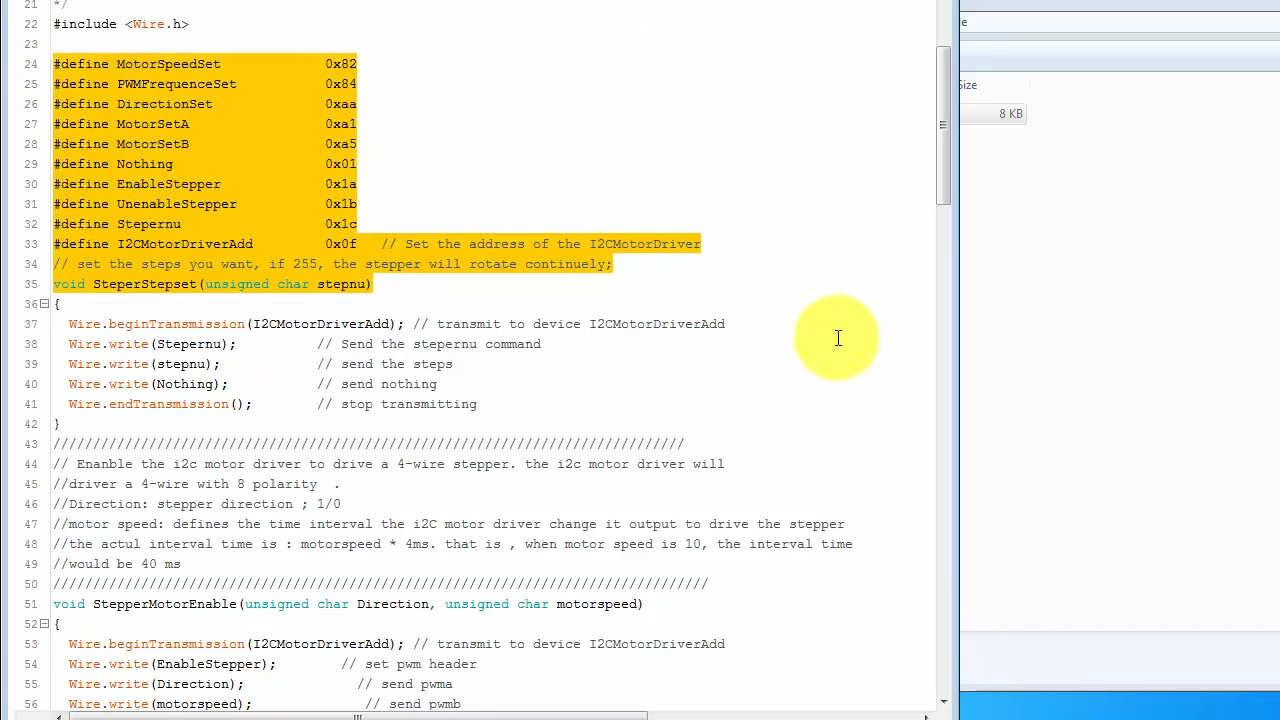 21 */
22 #include <Wire.h>
23
24 #define MotorSpeedSet 0x82
25 #define PWMFrequenceSet 0x84
26 #define DirectionSet 0xaa
27 #define MotorSetA 0xa1
28 #define MotorSetB 0xa5
29 #define Nothing 0x01
30 #define EnableStepper 0x1a
31 #define UnenableStepper 0x1b
32 #define Stepernu 0x1c
33 #define I2CMotorDriverAdd 0x0f // Set the address of the I2CMotorDriver
34 // set the steps you want, if 255, the stepper will rotate continuely;
35 void SteperStepset(unsigned char stepnu)
36 {
37 Wire.beginTransmission(I2CMotorDriverAdd); // transmit to device I2CMotorDriverAdd
38 Wire.write(Stepernu); // Send the stepernu command
39 Wire.write(stepnu); // send the steps
40 Wire.write(Nothing); // send nothing
41 Wire.endTransmission(); // stop transmitting
42 }
43 ///////////////////////////////////////////////////////////////////////////////
44 // Enanble the i2c motor driver to drive a 4-wire stepper. the i2c motor driver will
45 //driver a 4-wire with 8 polarity .
46 //Direction: stepper direction ; 1/0
47 //motor speed: defines the time interval the i2C motor driver change it output to drive the stepper
48 //the actul interval time is : motorspeed * 4ms. that is , when motor speed is 10, the interval time
49 //would be 40 ms
50 //////////////////////////////////////////////////////////////////////////////////
51 void StepperMotorEnable(unsigned char Direction, unsigned char motorspeed)
52 {
53 Wire.beginTransmission(I2CMotorDriverAdd); // transmit to device I2CMotorDriverAdd
54 Wire.write(EnableStepper); // set pwm header
55 Wire.write(Direction); // send pwma
56 Wire.write(motorspeed); // send pwmb
e
Size
8 KB